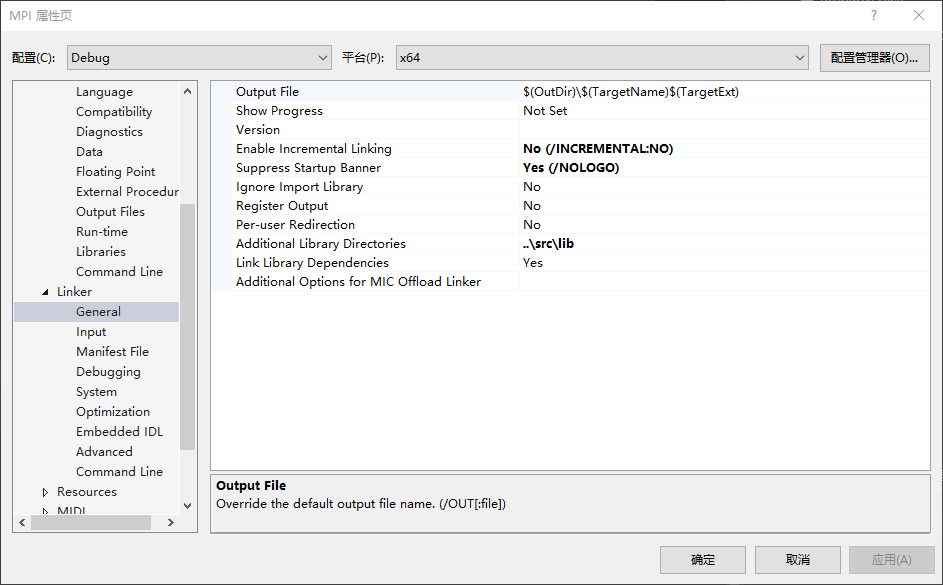 MPI 属性页
?
配置(C): Debug 平台(P): x64 配置管理器(O)...
Language
Compatibility
Diagnostics
Data
Floating Point
External Procedur
Output Files
Run-time
Libraries
Command Line
Linker
General
Input
Manifest File
Debugging
System
Optimization
Embedded IDL
Advanced
Command Line
Resources
MIDL
Output File $(OutDir)\$(TargetName)$(TargetExt)
Show Progress Not Set
Version
Enable Incremental Linking No (/INCREMENTAL:NO)
Suppress Startup Banner Yes (/NOLOGO)
Ignore Import Library No
Register Output No
Per-user Redirection No
Additional Library Directories ..\src\lib
Link Library Dependencies Yes
Additional Options for MIC Offload Linker
Output File
Override the default output file name. (/OUT[:file])
确定 取消 应用(A)